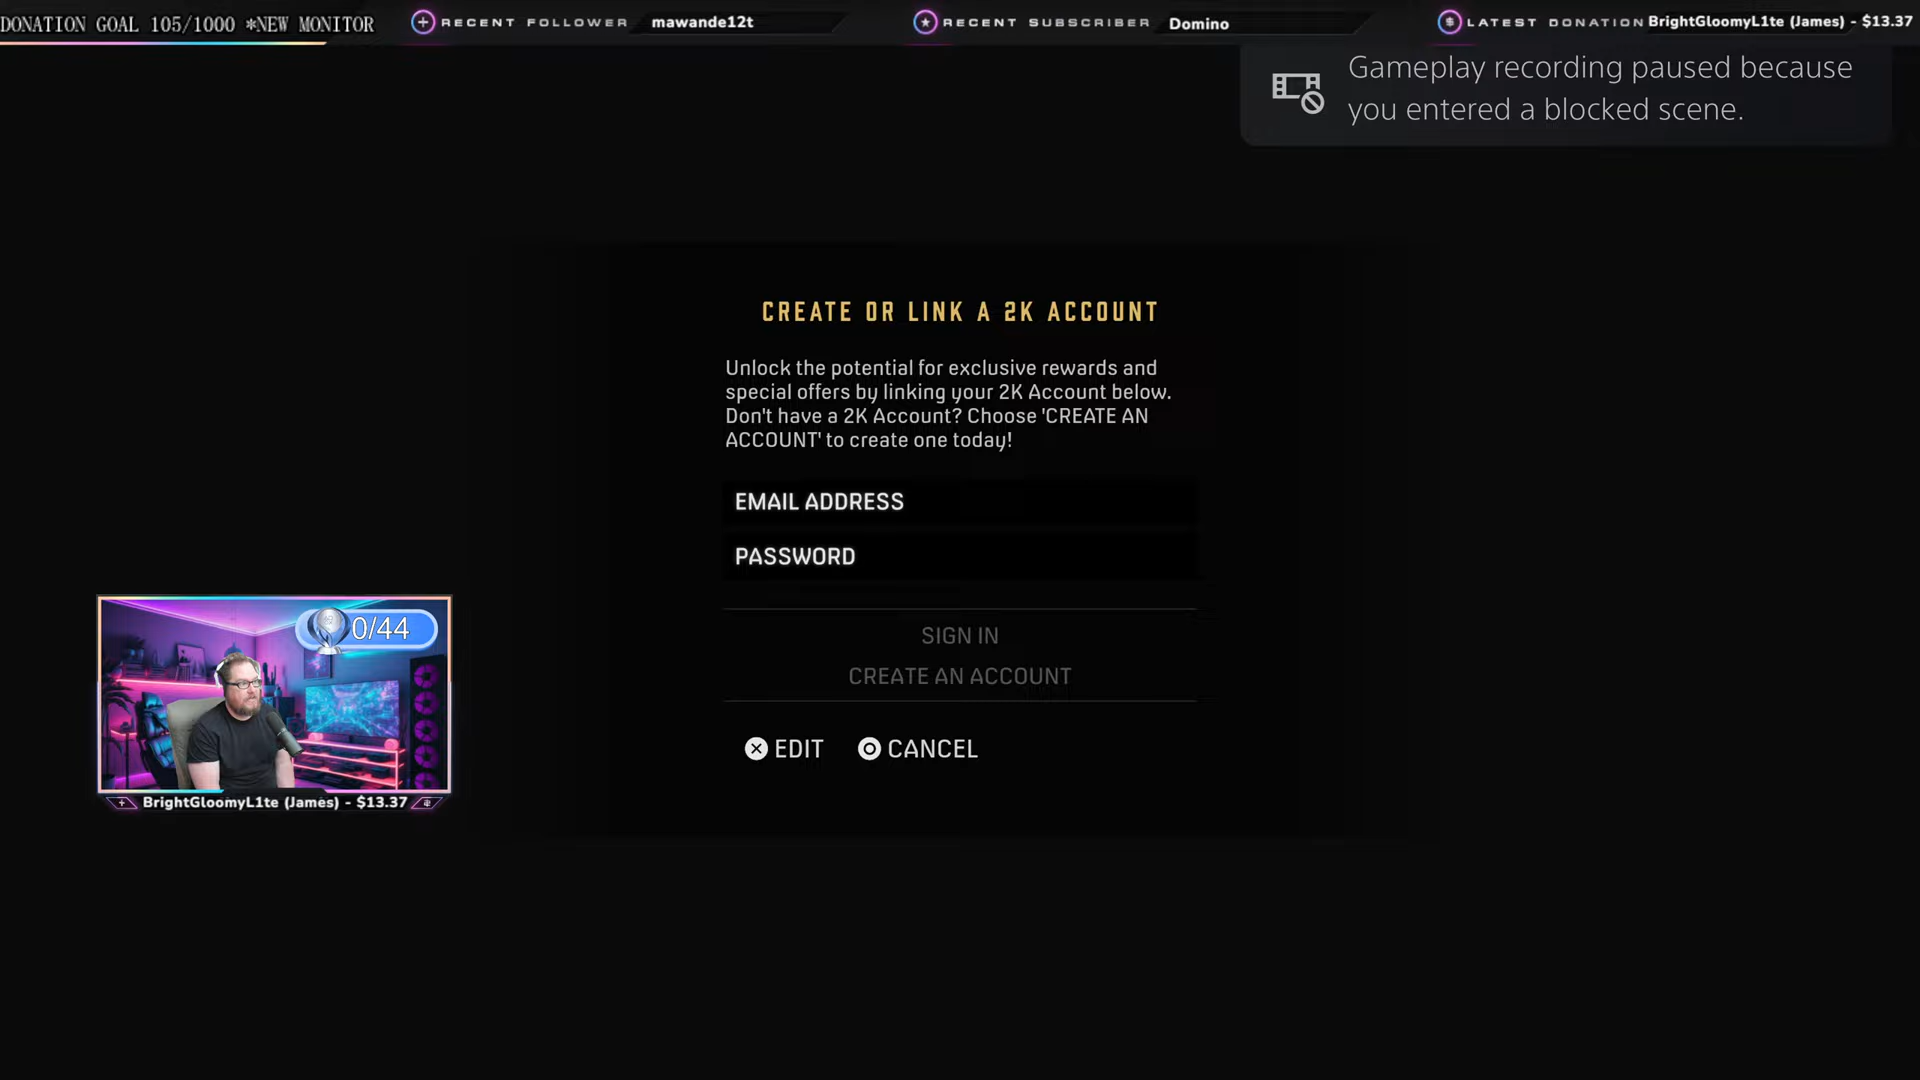 DONATION GOAL 105/1000 *NEW MONITOR
RECENT FOLLOWER mawande12t
RECENT SUBSCRIBER Domino
LATEST DONATION BrightGloomyL1te (James) - $13.37
Gameplay recording paused because
you entered a blocked scene.
CREATE OR LINK A 2K ACCOUNT
Unlock the potential for exclusive rewards and
special offers by linking your 2K Account below.
Don't have a 2K Account? Choose 'CREATE AN
ACCOUNT' to create one today!
EMAIL ADDRESS
PASSWORD
SIGN IN
CREATE AN ACCOUNT
EDIT CANCEL
0/44
BrightGloomyL1te (James) - $13.37